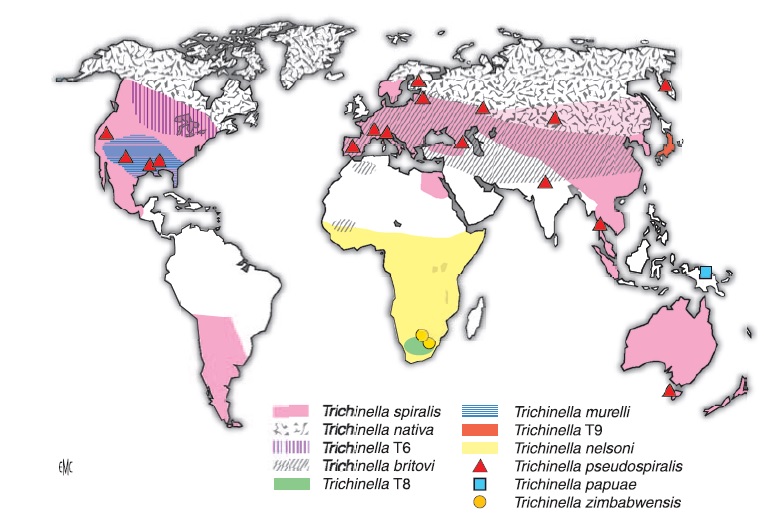 Trichinella spiralis
Trichinella nativa
Trichinella T6
Trichinella britovi
Trichinella T8
Trichinella murelli
Trichinella T9
Trichinella nelsoni
Trichinella pseudospiralis
Trichinella papuae
Trichinella zimbabwensis
EMC